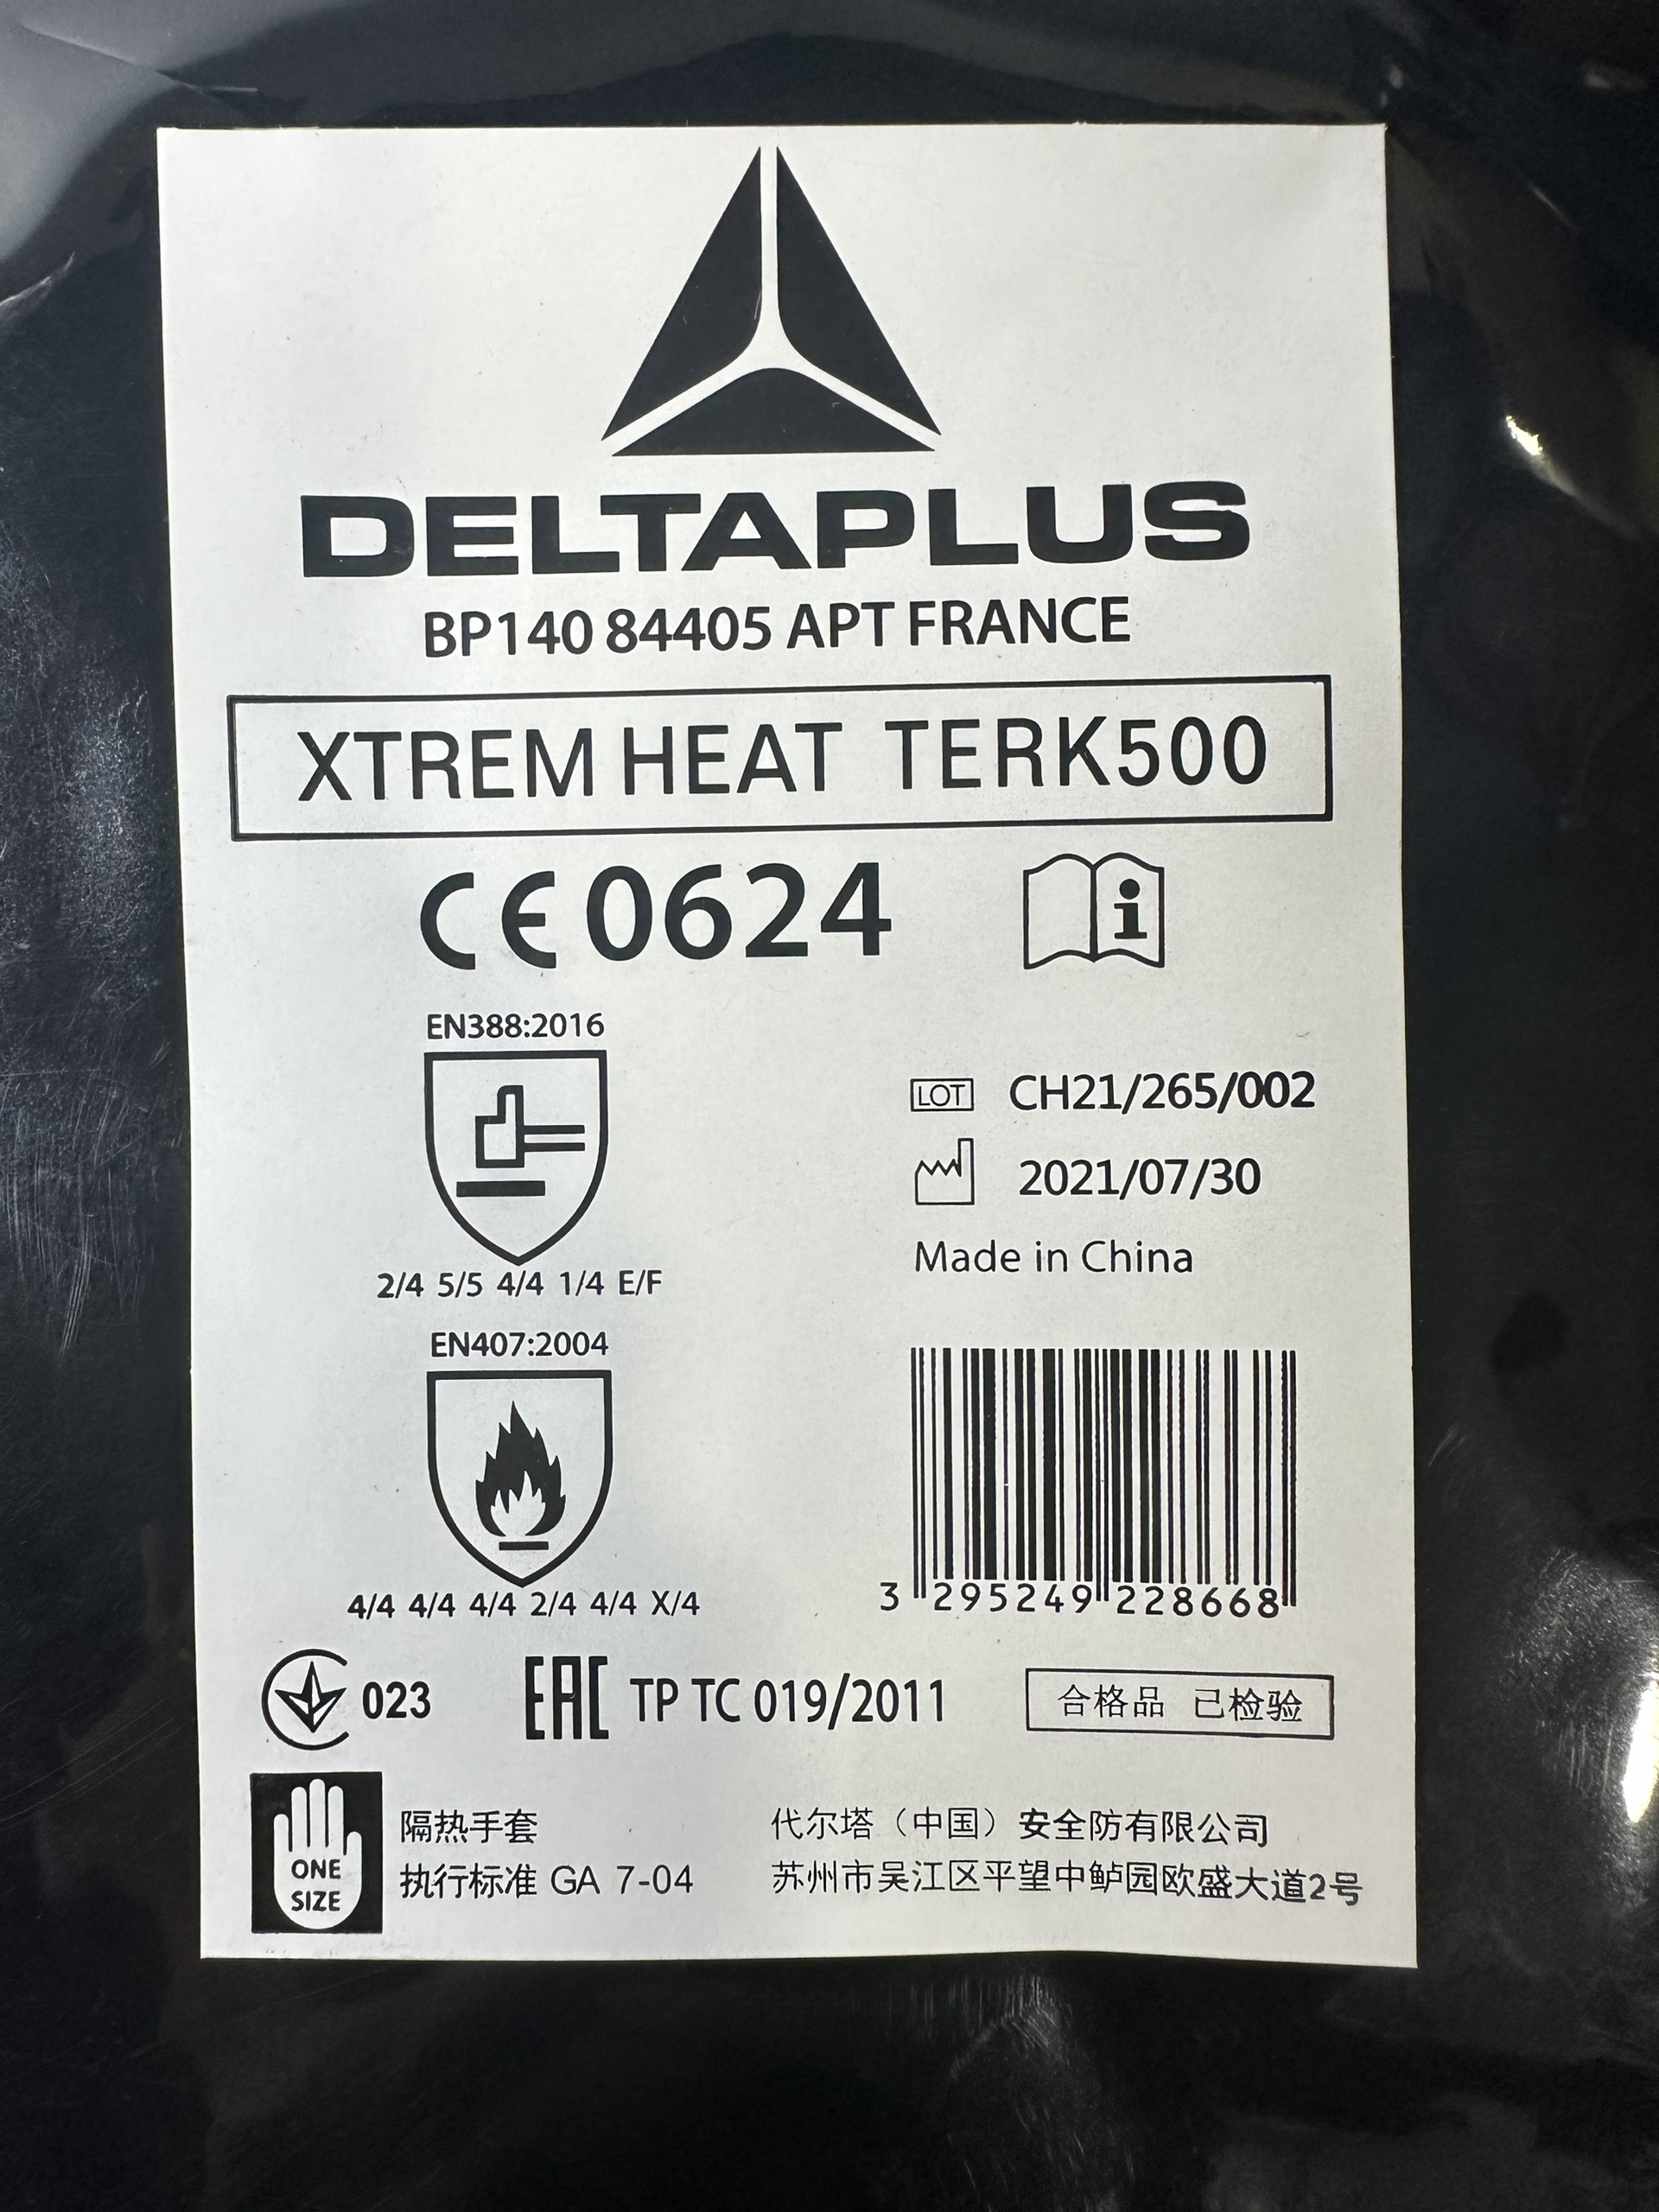 DELTAPLUS
BP140 84405 APT FRANCE
XTREM HEAT TERK500
CE 0624
i
EN388:2016
2/4 5/5 4/4 1/4 E/F
LOT CH21/265/002
2021/07/30
Made in China
EN407:2004
4/4 4/4 4/4 2/4 4/4 X/4
3 295249 228668
023
EAC TP TC 019/2011
合格品 已检验
ONE
SIZE
隔热手套
执行标准 GA 7-04
代尔塔（中国）安全防有限公司
苏州市吴江区平望中鲈园欧盛大道2号